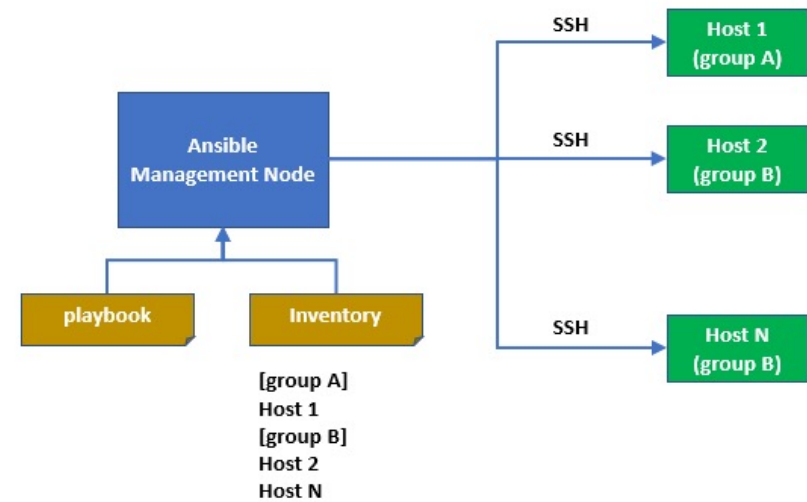 SSH
Host 1
(group A)
Ansible
Management Node
SSH
Host 2
(group B)
playbook
Inventory
SSH
Host N
(group B)
[group A]
Host 1
[group B]
Host 2
Host N